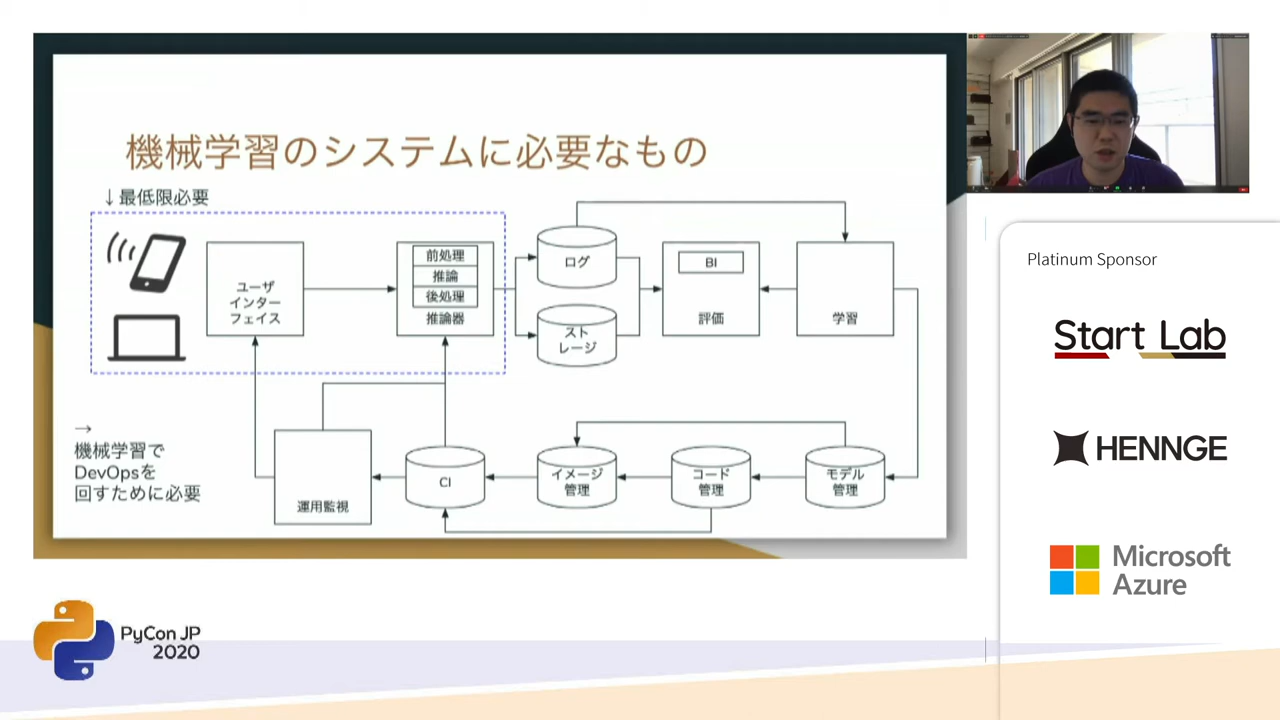 機械学習のシステムに必要なもの
↓最低限必要
ユーザ
インター
フェイス
前処理
推論
後処理
推論器
ログ
スト
レージ
BI
評価
学習
→
機械学習で
DevOpsを
回すために必要
運用監視
CI
イメージ
管理
コード
管理
モデル
管理
Platinum Sponsor
Start Lab
HENNGE
Microsoft
Azure
PyCon JP
2020